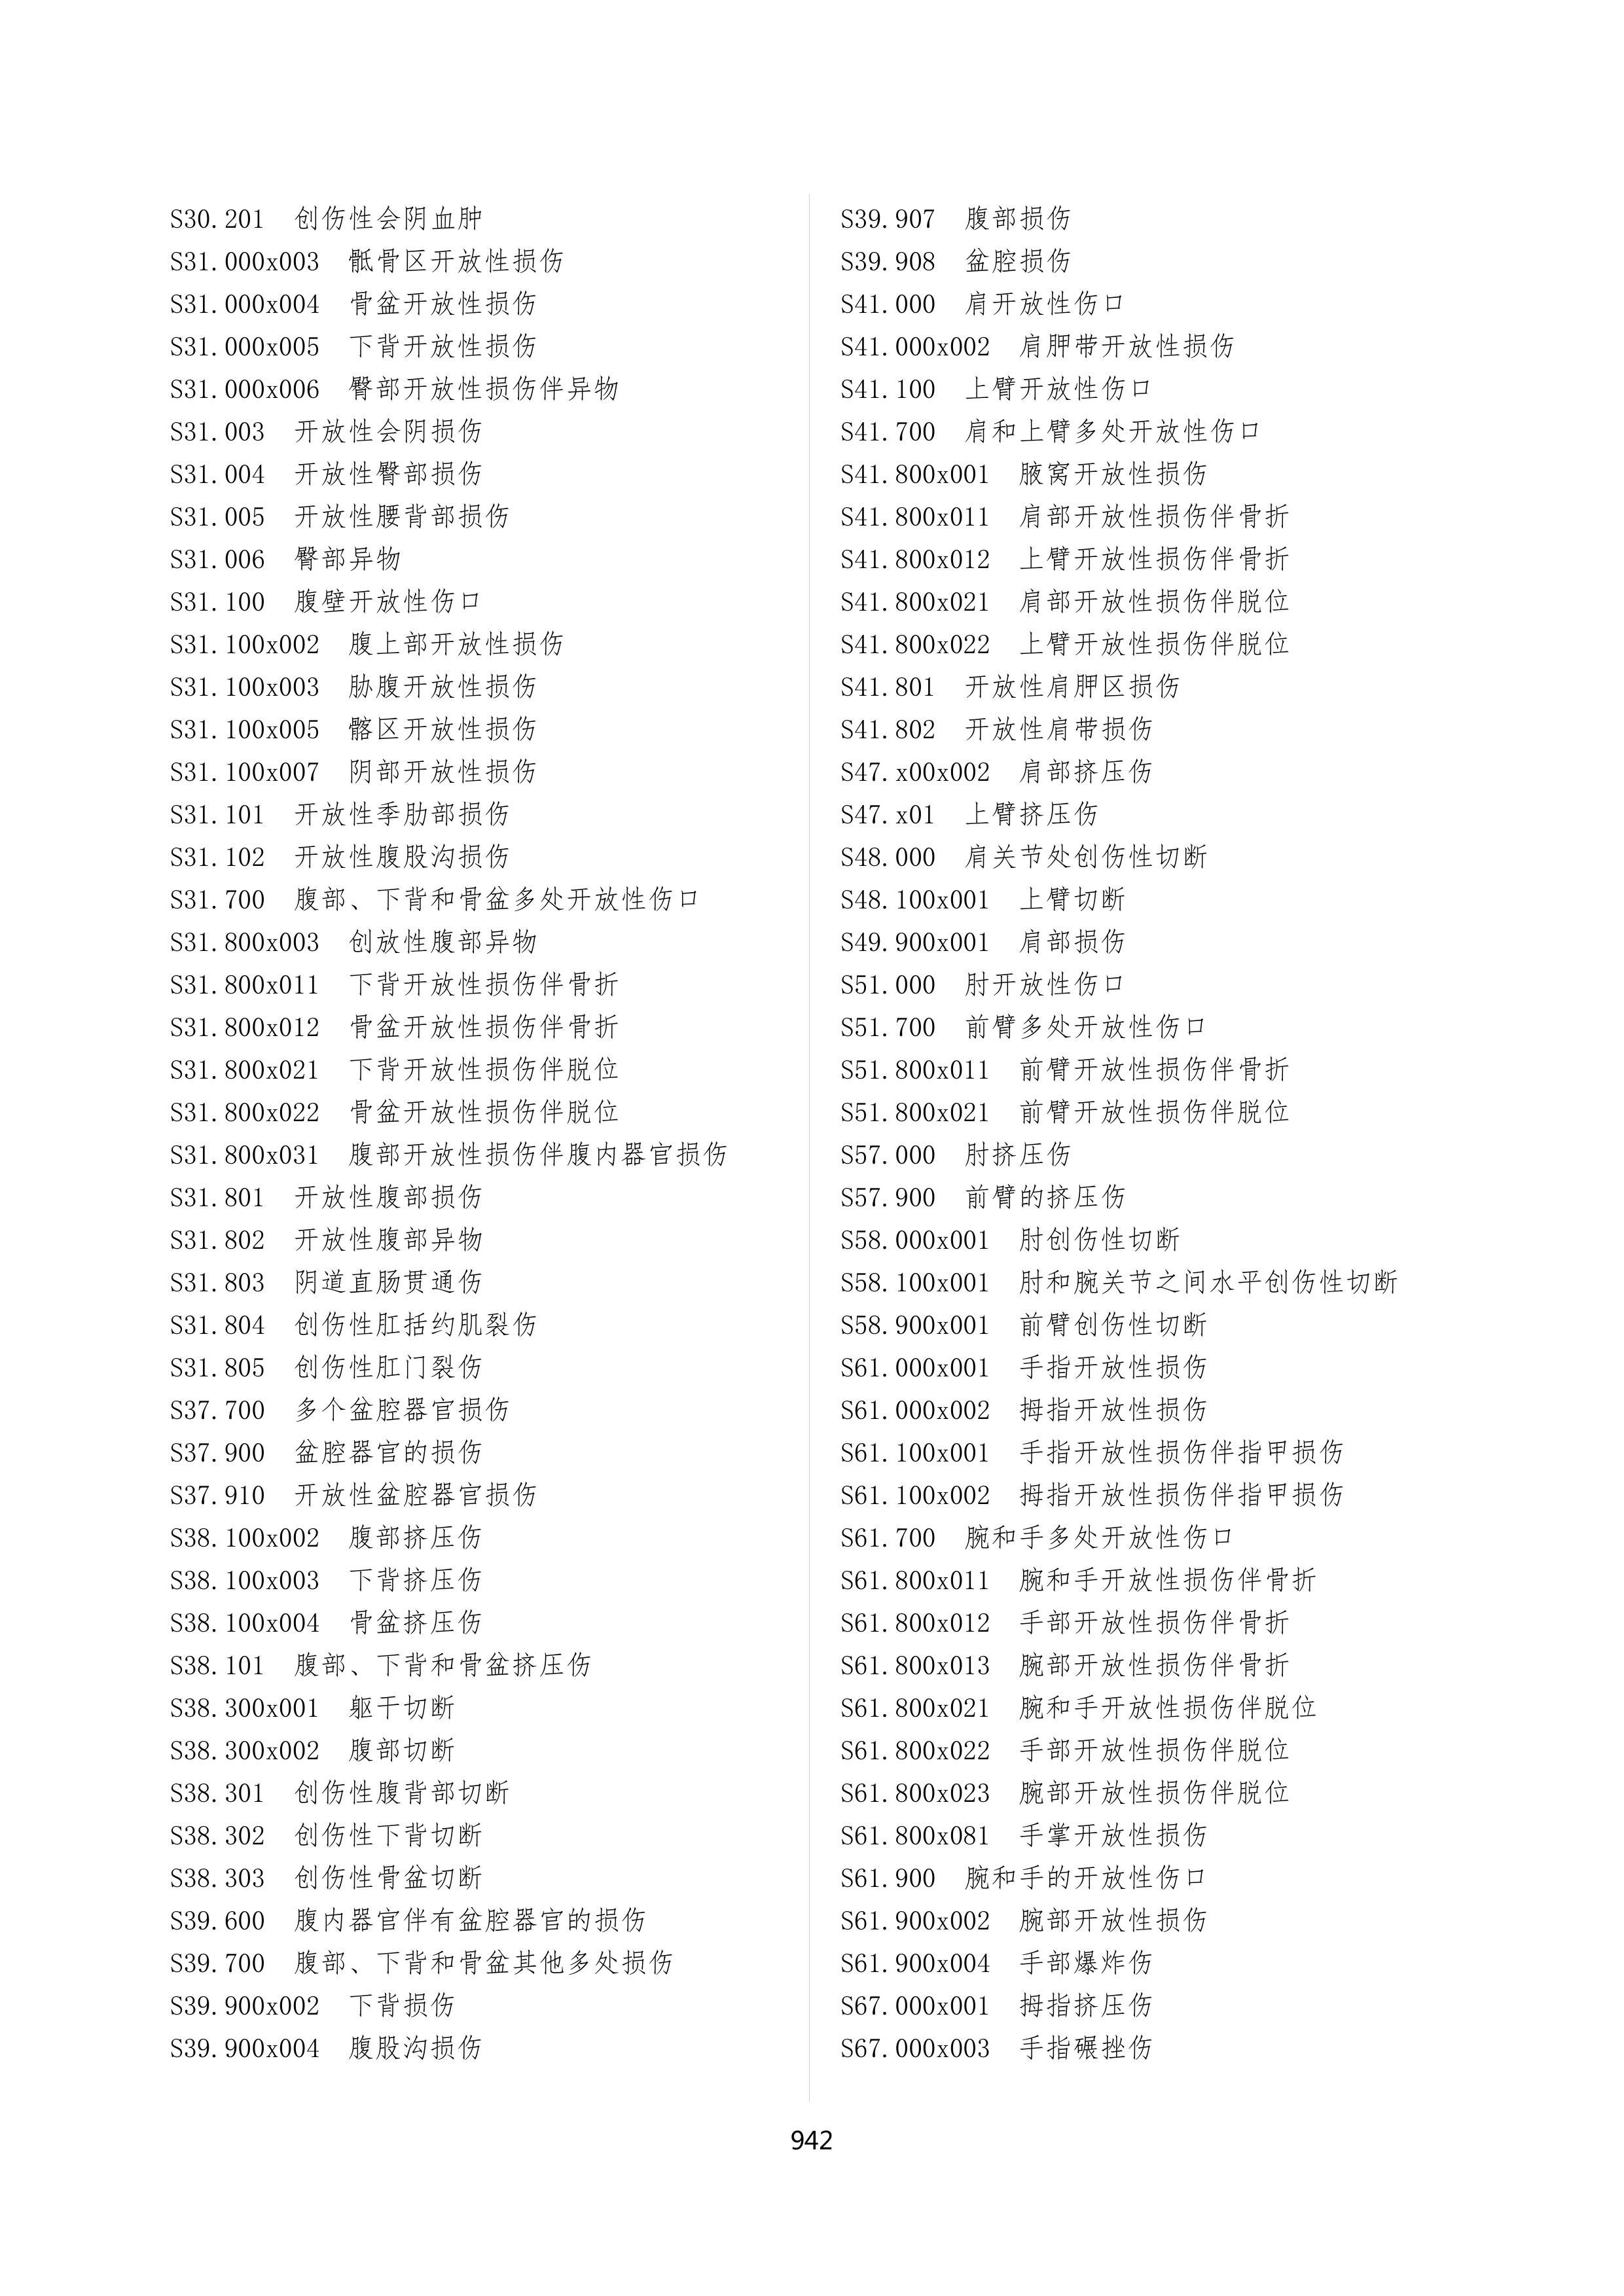 S30.201 创伤性会阴血肿
S31.000x003 骶骨区开放性损伤
S31.000x004 骨盆开放性损伤
S31.000x005 下背开放性损伤
S31.000x006 臀部开放性损伤伴异物
S31.003 开放性会阴损伤
S31.004 开放性臀部损伤
S31.005 开放性腰背部损伤
S31.006 臀部异物
S31.100 腹壁开放性伤口
S31.100x002 腹上部开放性损伤
S31.100x003 胁腹开放性损伤
S31.100x005 髂区开放性损伤
S31.100x007 阴部开放性损伤
S31.101 开放性季肋部损伤
S31.102 开放性腹股沟损伤
S31.700 腹部、下背和骨盆多处开放性伤口
S31.800x003 创放性腹部异物
S31.800x011 下背开放性损伤伴骨折
S31.800x012 骨盆开放性损伤伴骨折
S31.800x021 下背开放性损伤伴脱位
S31.800x022 骨盆开放性损伤伴脱位
S31.800x031 腹部开放性损伤伴腹内器官损伤
S31.801 开放性腹部损伤
S31.802 开放性腹部异物
S31.803 阴道直肠贯通伤
S31.804 创伤性肛括约肌裂伤
S31.805 创伤性肛门裂伤
S37.700 多个盆腔器官损伤
S37.900 盆腔器官的损伤
S37.910 开放性盆腔器官损伤
S38.100x002 腹部挤压伤
S38.100x003 下背挤压伤
S38.100x004 骨盆挤压伤
S38.101 腹部、下背和骨盆挤压伤
S38.300x001 躯干切断
S38.300x002 腹部切断
S38.301 创伤性腹背部切断
S38.302 创伤性下背切断
S38.303 创伤性骨盆切断
S39.600 腹内器官伴有盆腔器官的损伤
S39.700 腹部、下背和骨盆其他多处损伤
S39.900x002 下背损伤
S39.900x004 腹股沟损伤
S39.907 腹部损伤
S39.908 盆腔损伤
S41.000 肩开放性伤口
S41.000x002 肩胛带开放性损伤
S41.100 上臂开放性伤口
S41.700 肩和上臂多处开放性伤口
S41.800x001 腋窝开放性损伤
S41.800x011 肩部开放性损伤伴骨折
S41.800x012 上臂开放性损伤伴骨折
S41.800x021 肩部开放性损伤伴脱位
S41.800x022 上臂开放性损伤伴脱位
S41.801 开放性肩胛区损伤
S41.802 开放性肩带损伤
S47.x00x002 肩部挤压伤
S47.x01 上臂挤压伤
S48.000 肩关节处创伤性切断
S48.100x001 上臂切断
S49.900x001 肩部损伤
S51.000 肘开放性伤口
S51.700 前臂多处开放性伤口
S51.800x011 前臂开放性损伤伴骨折
S51.800x021 前臂开放性损伤伴脱位
S57.000 肘挤压伤
S57.900 前臂的挤压伤
S58.000x001 肘创伤性切断
S58.100x001 肘和腕关节之间水平创伤性切断
S58.900x001 前臂创伤性切断
S61.000x001 手指开放性损伤
S61.000x002 拇指开放性损伤
S61.100x001 手指开放性损伤伴指甲损伤
S61.100x002 拇指开放性损伤伴指甲损伤
S61.700 腕和手多处开放性伤口
S61.800x011 腕和手开放性损伤伴骨折
S61.800x012 手部开放性损伤伴骨折
S61.800x013 腕部开放性损伤伴骨折
S61.800x021 腕和手开放性损伤伴脱位
S61.800x022 手部开放性损伤伴脱位
S61.800x023 腕部开放性损伤伴脱位
S61.800x081 手掌开放性损伤
S61.900 腕和手的开放性伤口
S61.900x002 腕部开放性损伤
S61.900x004 手部爆炸伤
S67.000x001 拇指挤压伤
S67.000x003 手指碾挫伤
942